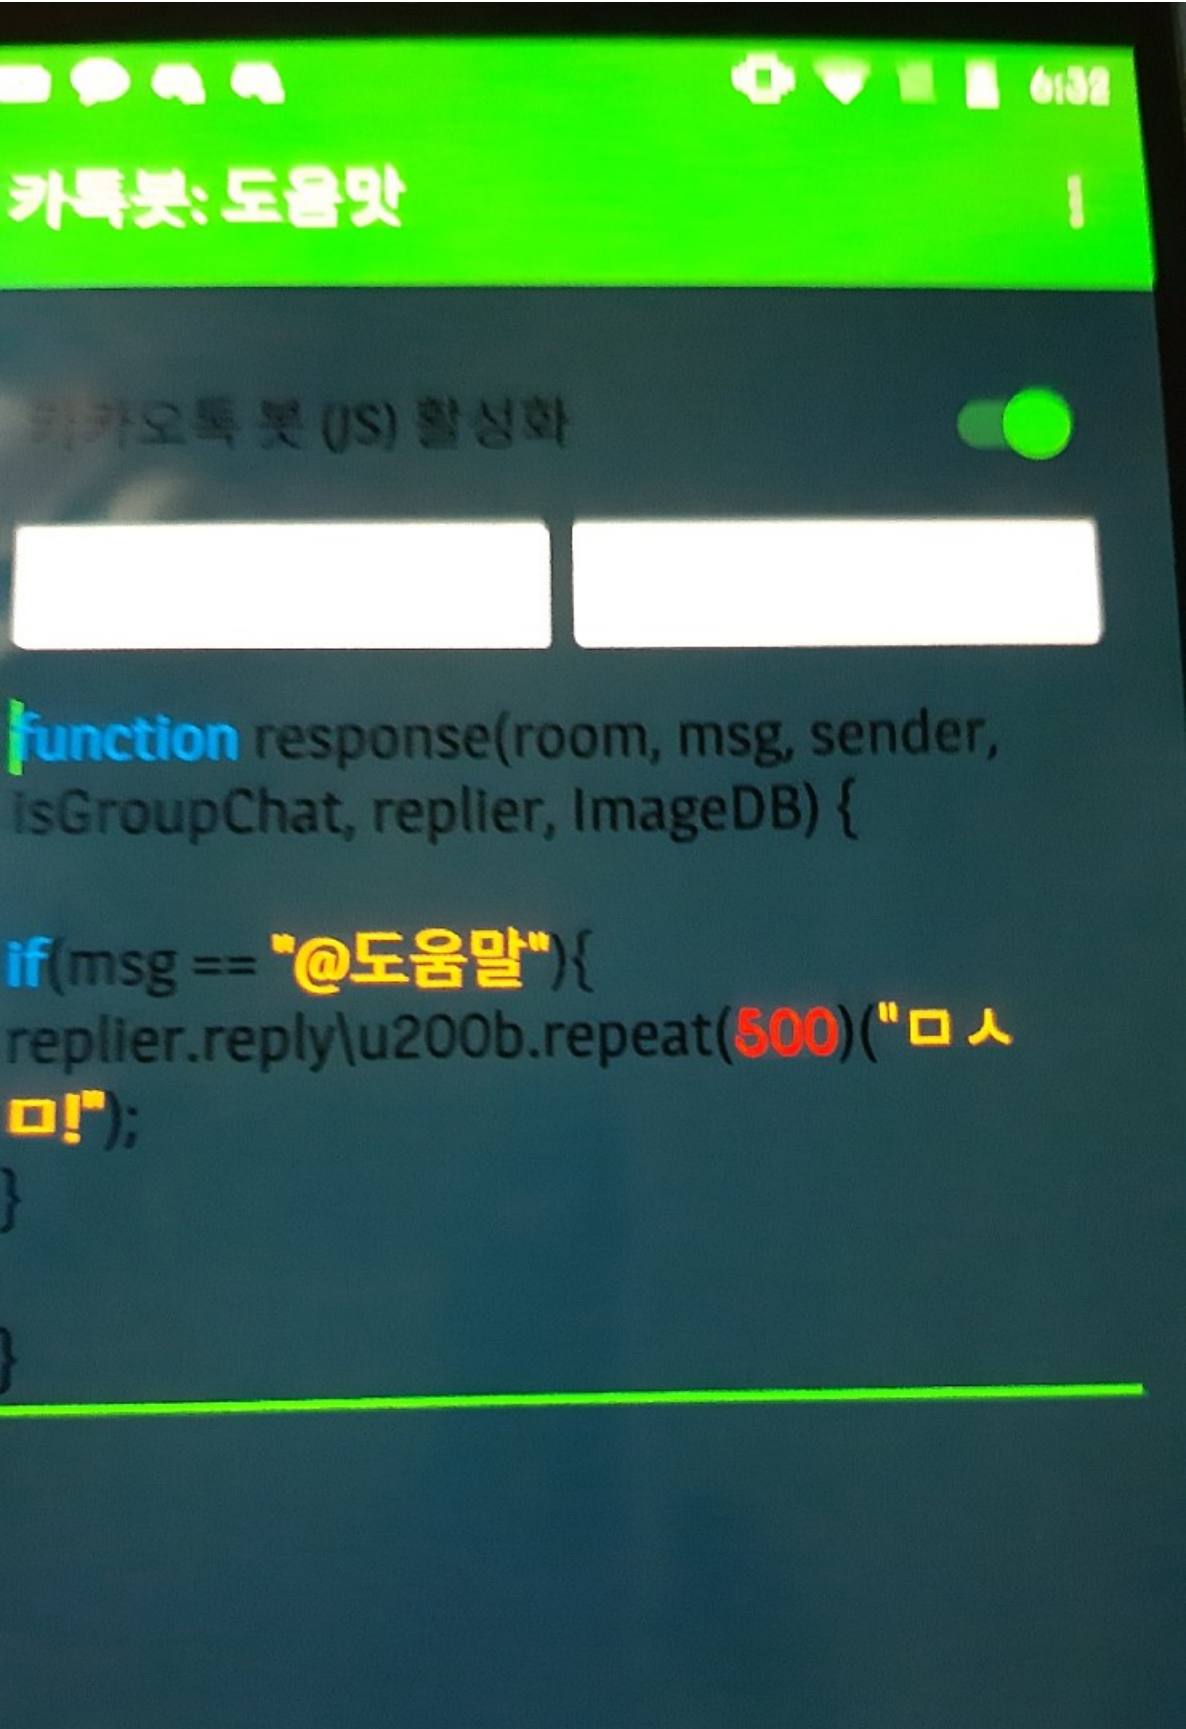 6:32
카톡봇: 도움말
카카오톡 봇 (JS) 활성화
function response(room, msg, sender,
isGroupChat, replier, ImageDB) {
if(msg == "@도움말"){
replier.reply\u200b.repeat(500)("ㅁㅅ
ㅁ!");
}
}